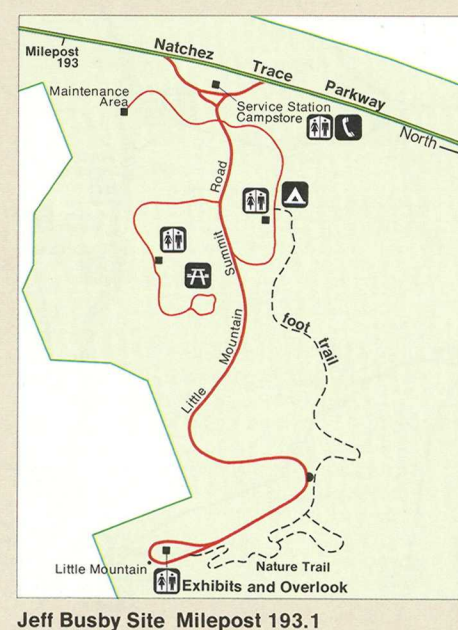 Natchez Trace Parkway
Milepost
193
Maintenance
Area
Service Station
Campstore
North
Little Mountain Summit Road
foot trail
Nature Trail
Little Mountain
Exhibits and Overlook
Jeff Busby Site Milepost 193.1